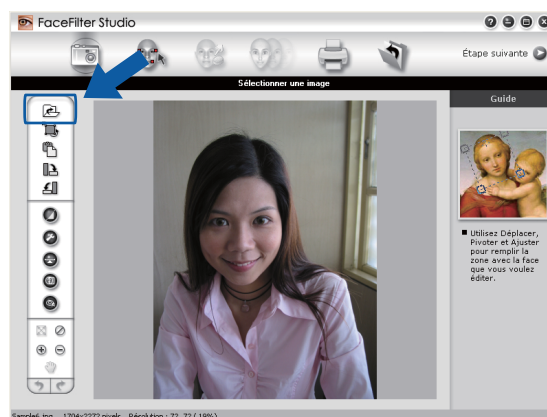 FaceFilter Studio
Étape suivante
Sélectionner une image
Guide
Utilisez Déplacer,
Pivoter et Ajuster
pour remplir la
zone avec la face
que vous voulez
éditer.
Sample6.jpg 1704x2272 pixels Résolution : 72, 72 ( 19%)